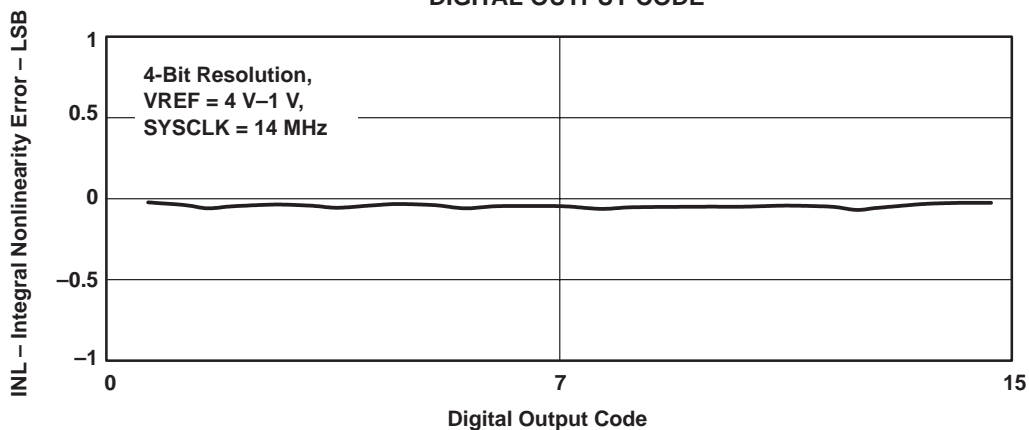 DIGITAL OUTPUT CODE
INL – Integral Nonlinearity Error – LSB
1
0.5
0
–0.5
–1
4-Bit Resolution,
VREF = 4 V–1 V,
SYSCLK = 14 MHz
0
7
15
Digital Output Code